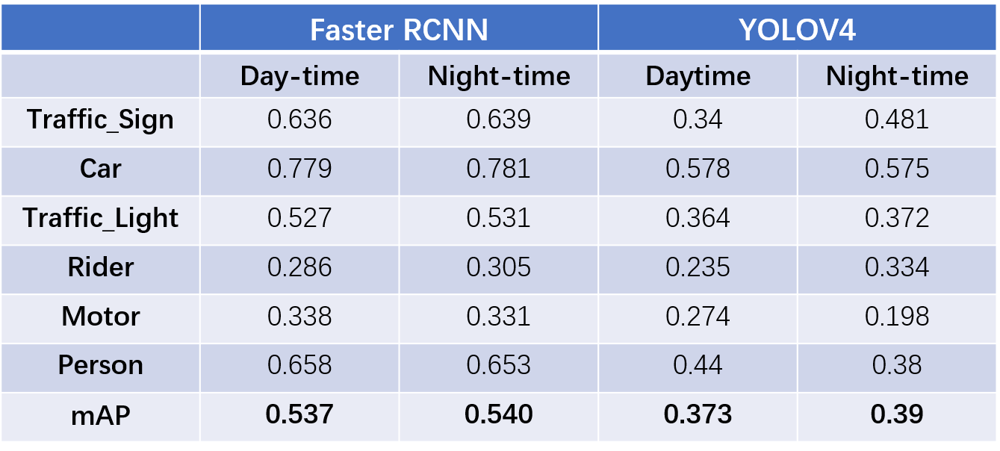 Faster RCNN YOLOV4
Day-time Night-time Daytime Night-time
Traffic_Sign 0.636 0.639 0.34 0.481
Car 0.779 0.781 0.578 0.575
Traffic_Light 0.527 0.531 0.364 0.372
Rider 0.286 0.305 0.235 0.334
Motor 0.338 0.331 0.274 0.198
Person 0.658 0.653 0.44 0.38
mAP 0.537 0.540 0.373 0.39